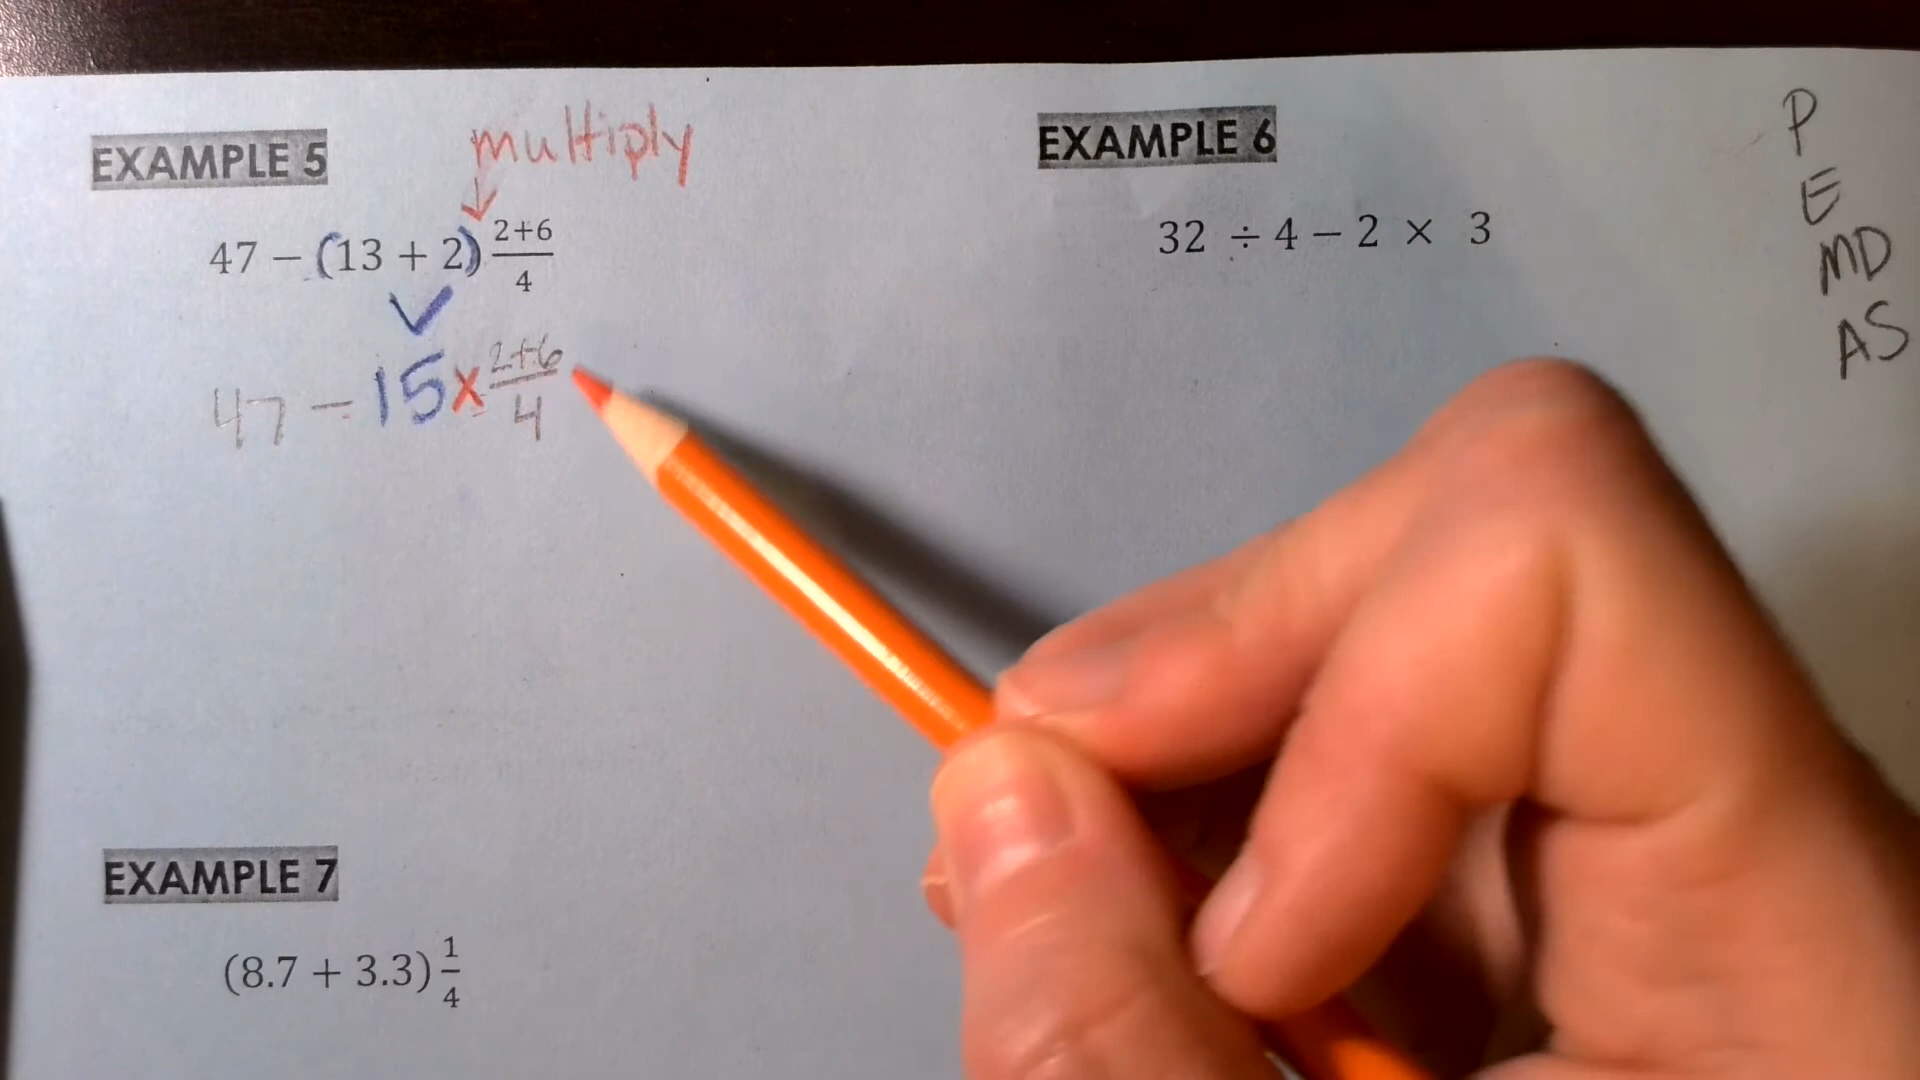 EXAMPLE 5
multiply
47 − (13 + 2) 2+6/4
47 − 15 × 2+6/4
EXAMPLE 6
32 ÷ 4 − 2 × 3
P
E
MD
AS
EXAMPLE 7
(8.7 + 3.3) 1/4